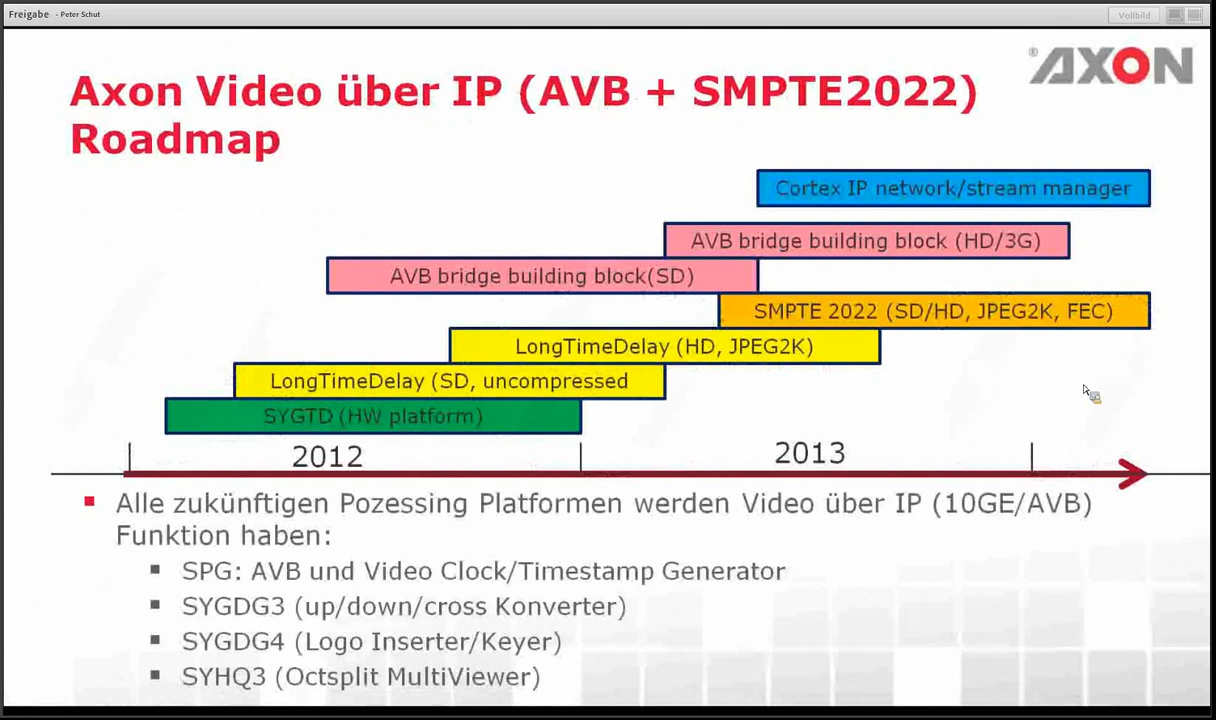 Freigabe - Peter Schut
Vollbild
®AXON
Axon Video über IP (AVB + SMPTE2022)
Roadmap
Cortex IP network/stream manager
AVB bridge building block (HD/3G)
AVB bridge building block(SD)
SMPTE 2022 (SD/HD, JPEG2K, FEC)
LongTimeDelay (HD, JPEG2K)
LongTimeDelay (SD, uncompressed
SYGTD (HW platform)
2012
2013
Alle zukünftigen Pozessing Platformen werden Video über IP (10GE/AVB)
Funktion haben:
SPG: AVB und Video Clock/Timestamp Generator
SYGDG3 (up/down/cross Konverter)
SYGDG4 (Logo Inserter/Keyer)
SYHQ3 (Octsplit MultiViewer)